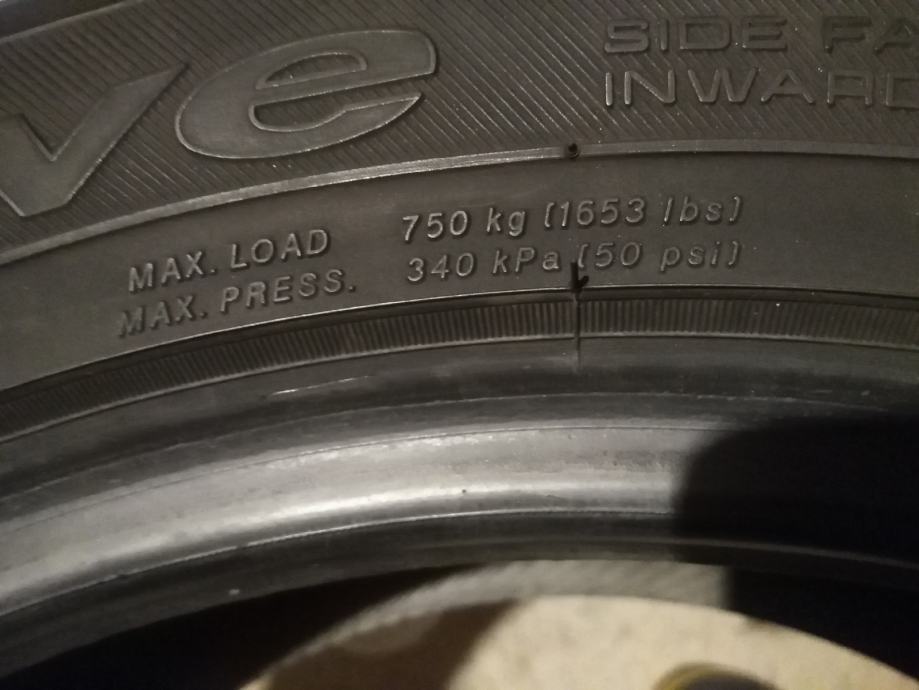 ve
SIDE FA
INWARD
MAX. LOAD 750 kg (1653 lbs)
MAX. PRESS. 340 kPa (50 psi)